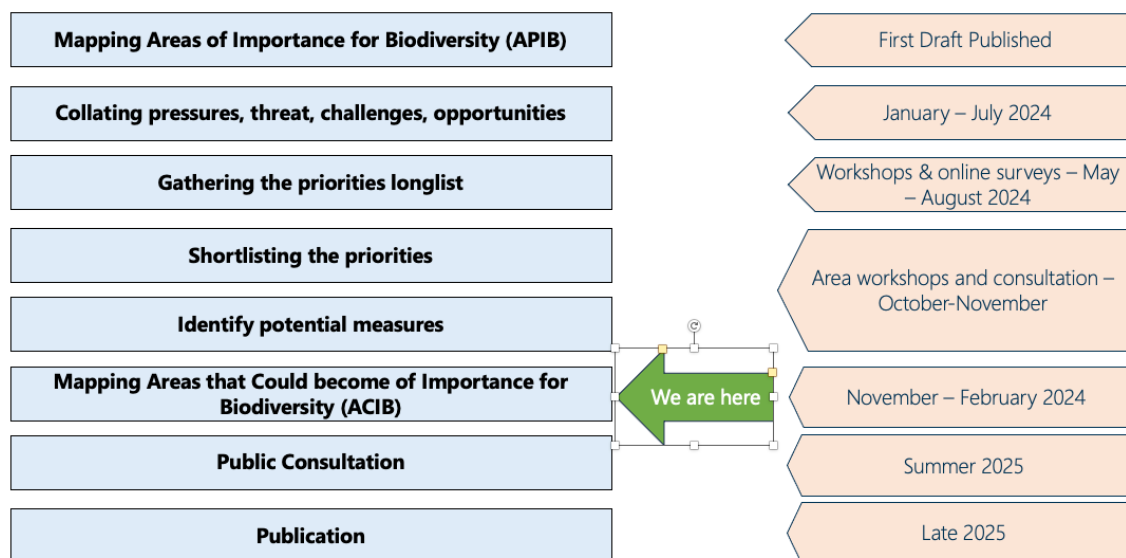 Mapping Areas of Importance for Biodiversity (APIB)
First Draft Published
Collating pressures, threat, challenges, opportunities
January – July 2024
Gathering the priorities longlist
Workshops & online surveys – May
– August 2024
Shortlisting the priorities
Area workshops and consultation –
October-November
Identify potential measures
Mapping Areas that Could become of Importance for
Biodiversity (ACIB)
We are here
November – February 2024
Public Consultation
Summer 2025
Publication
Late 2025